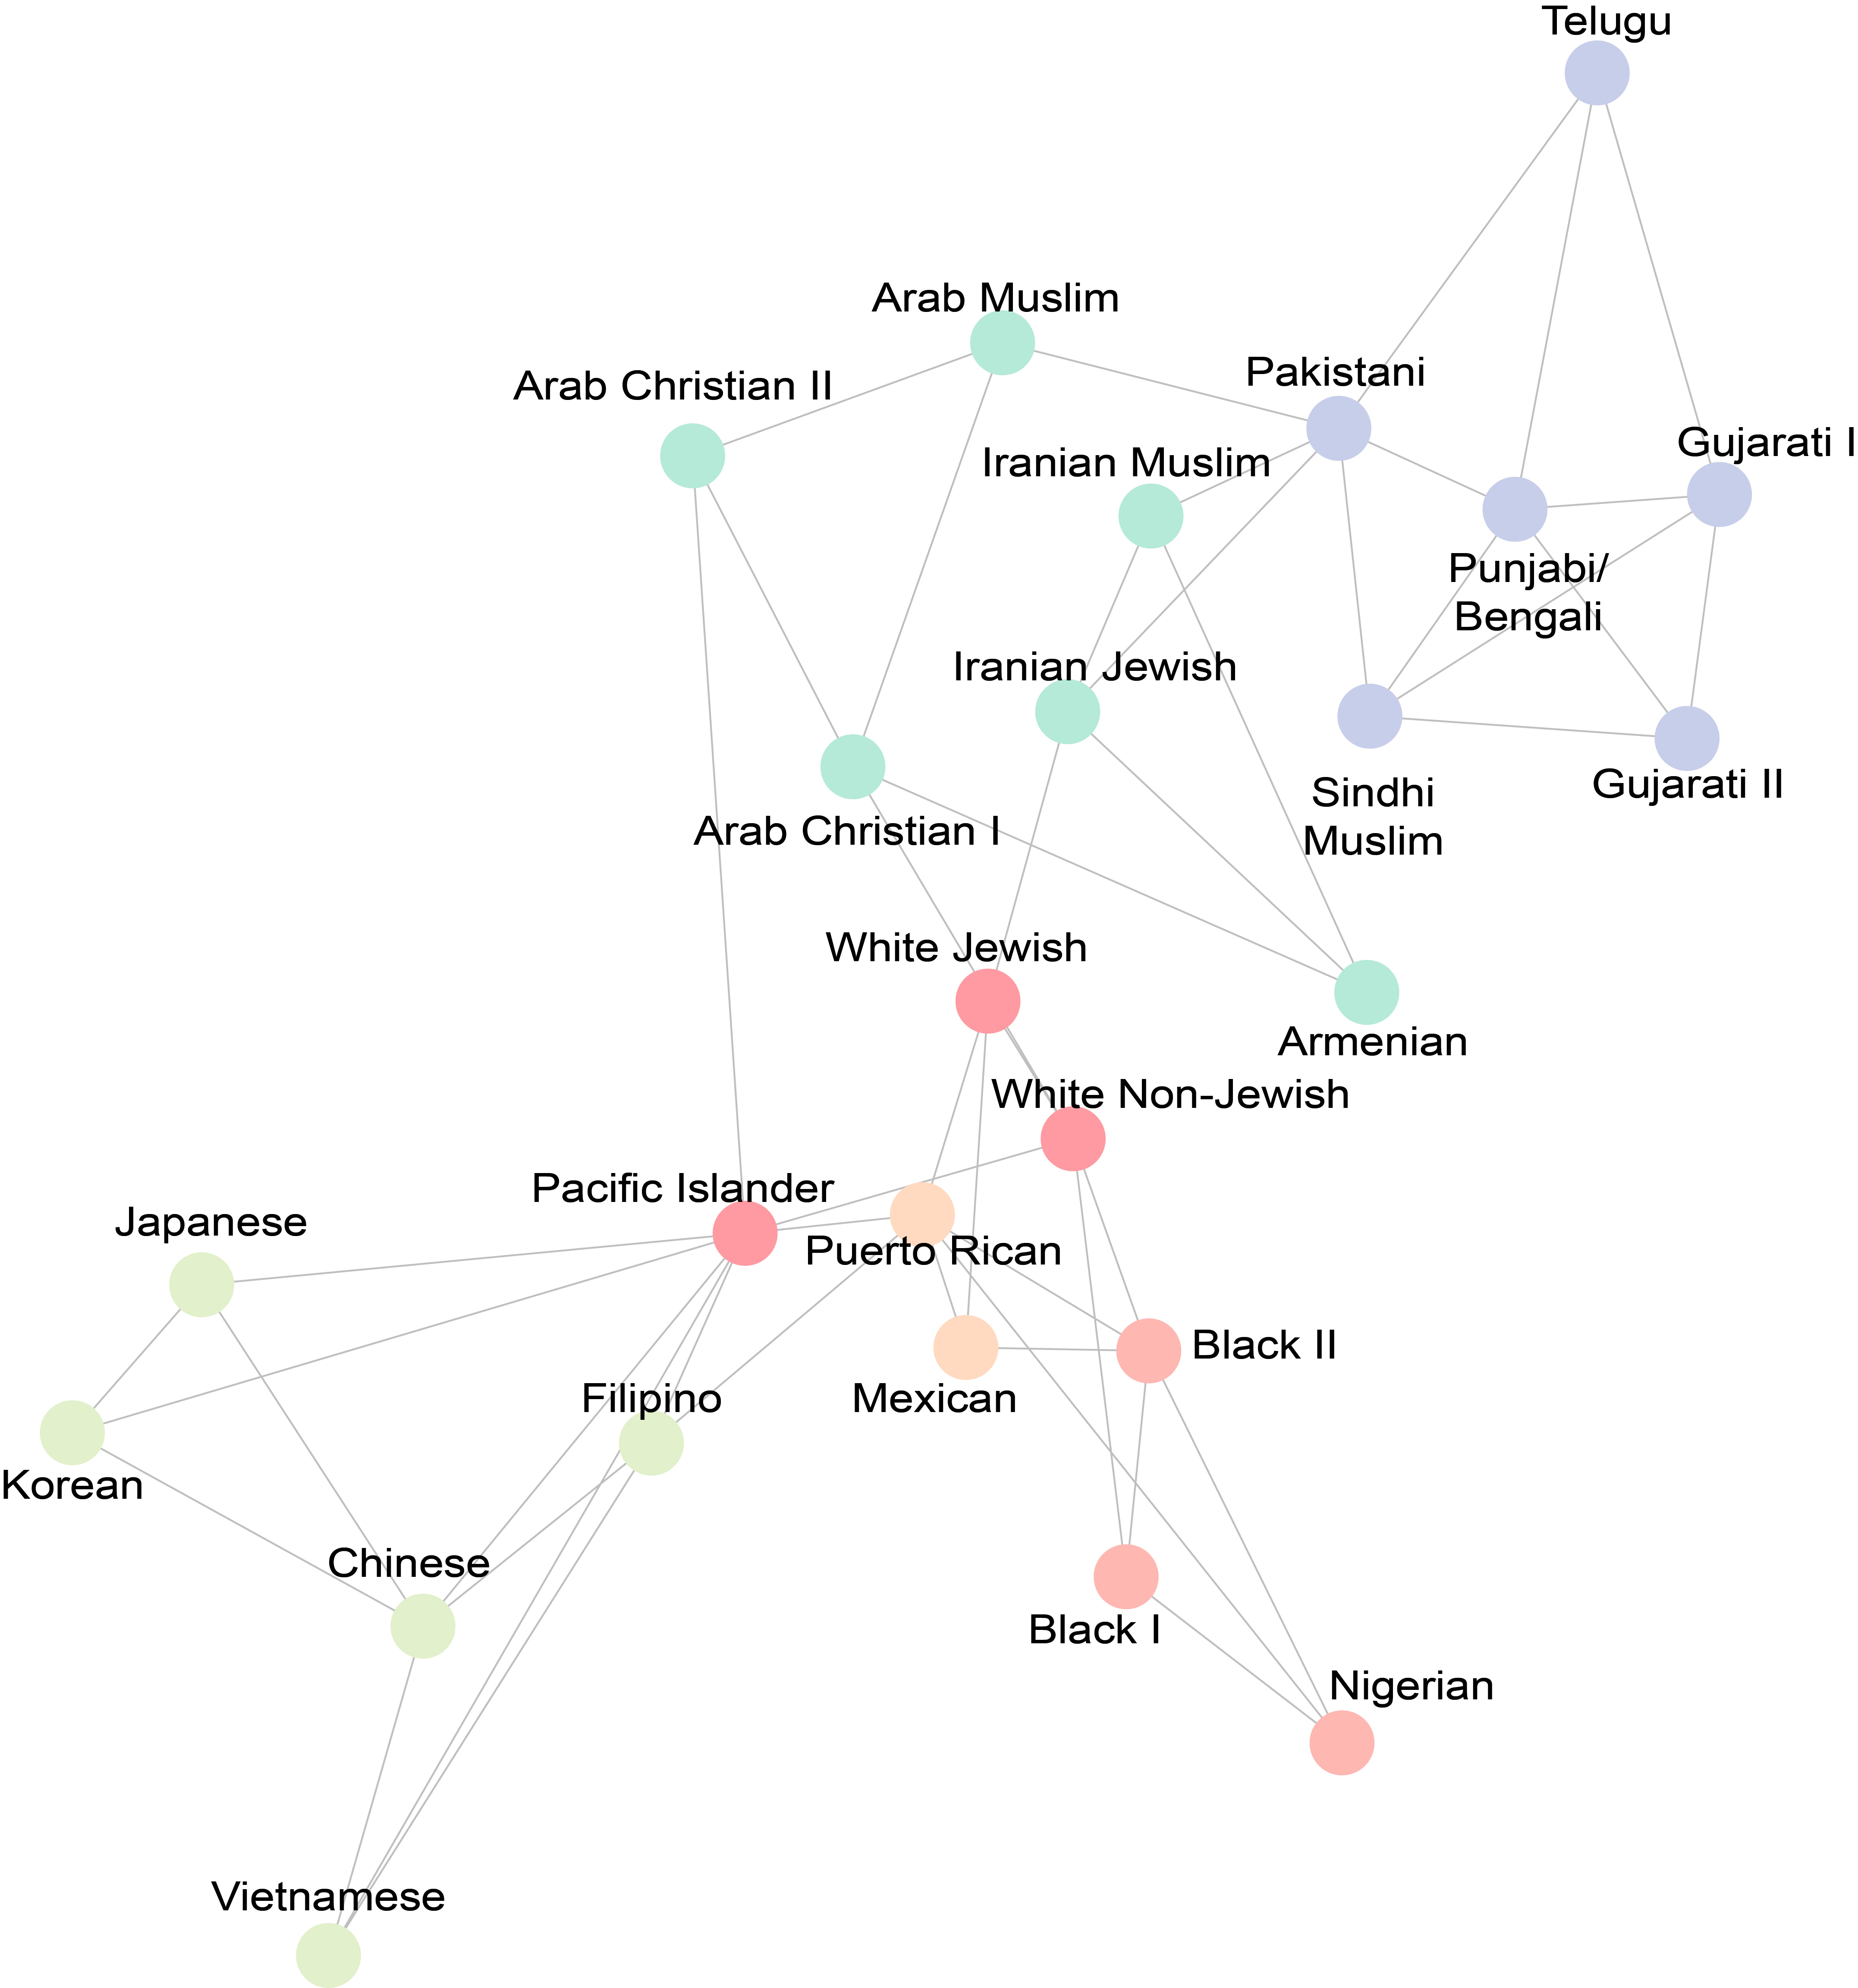 Telugu
Arab Muslim
Arab Christian II
Pakistani
Gujarati I
Iranian Muslim
Punjabi/
Bengali
Iranian Jewish
Sindhi
Muslim
Gujarati II
Arab Christian I
White Jewish
Armenian
White Non-Jewish
Pacific Islander
Japanese
Puerto Rican
Black II
Mexican
Filipino
Korean
Chinese
Black I
Nigerian
Vietnamese